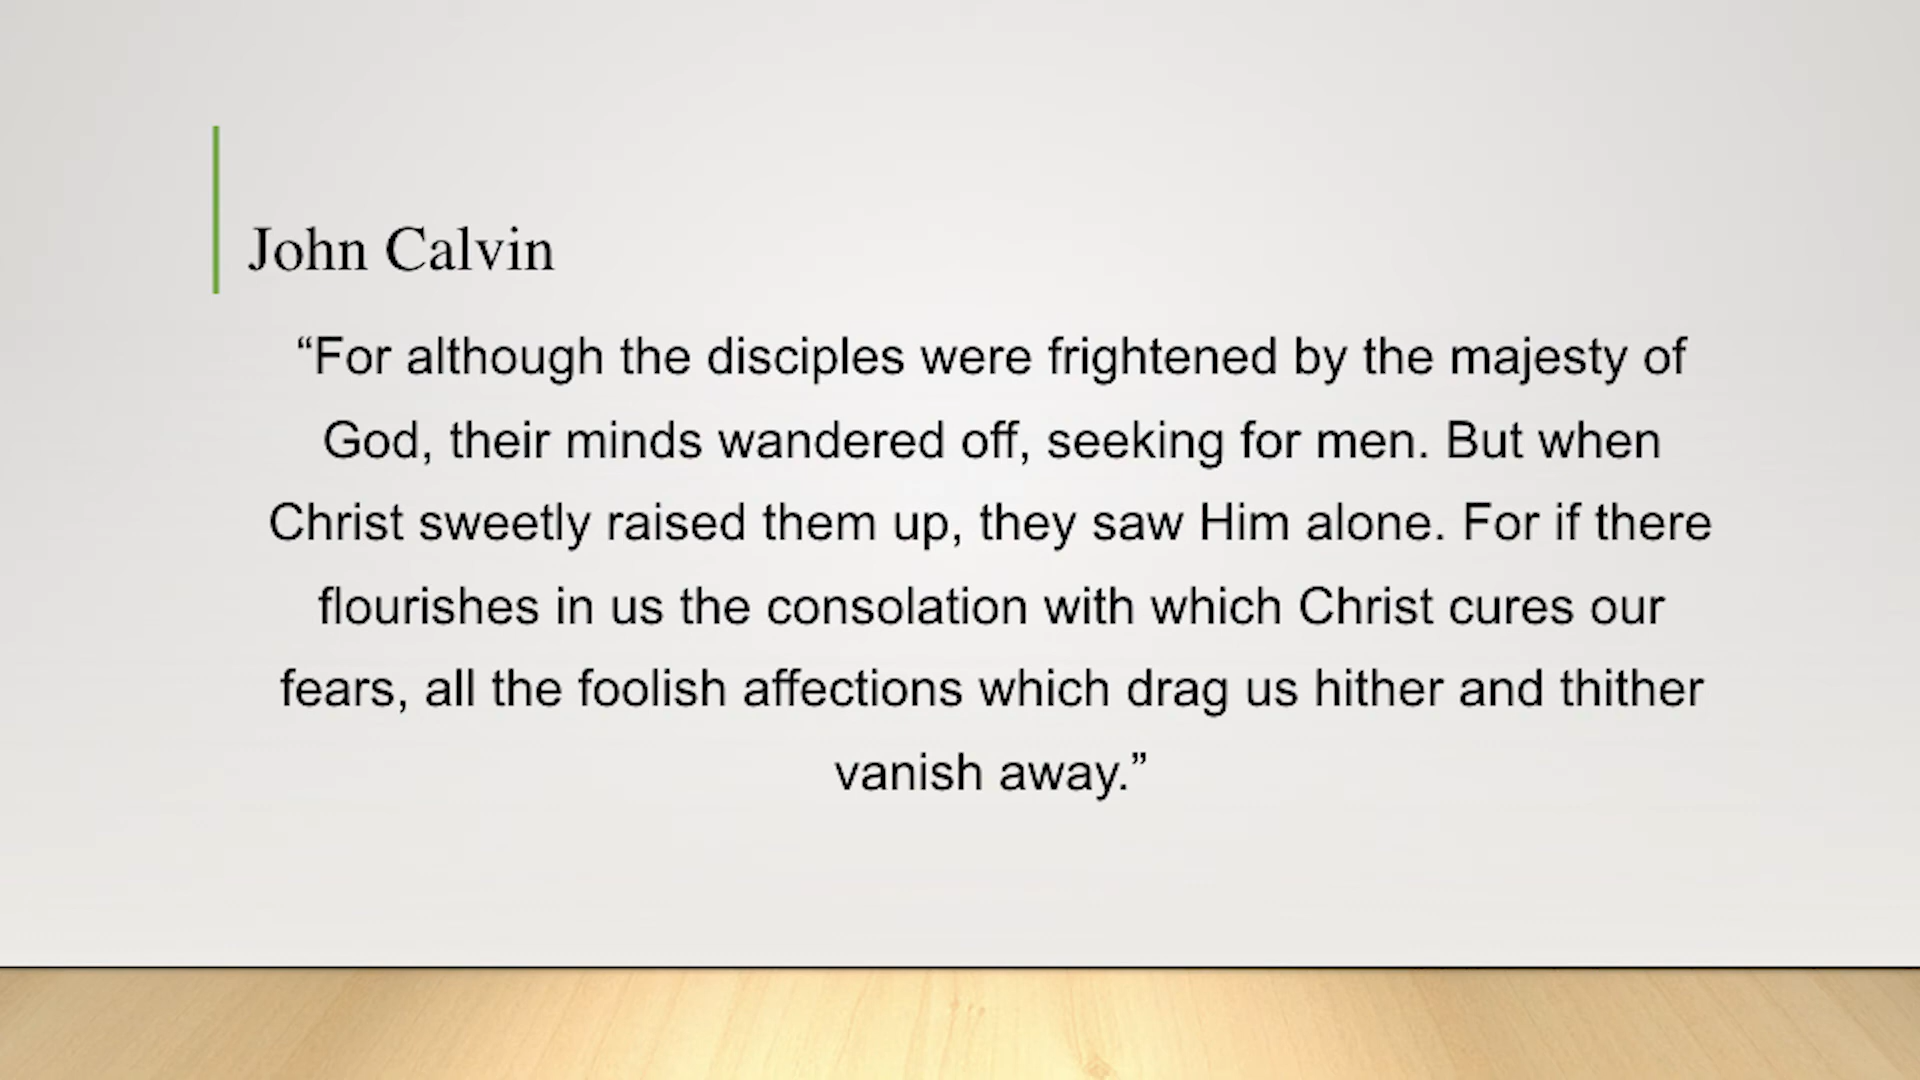 John Calvin
“For although the disciples were frightened by the majesty of
God, their minds wandered off, seeking for men. But when
Christ sweetly raised them up, they saw Him alone. For if there
flourishes in us the consolation with which Christ cures our
fears, all the foolish affections which drag us hither and thither
vanish away.”